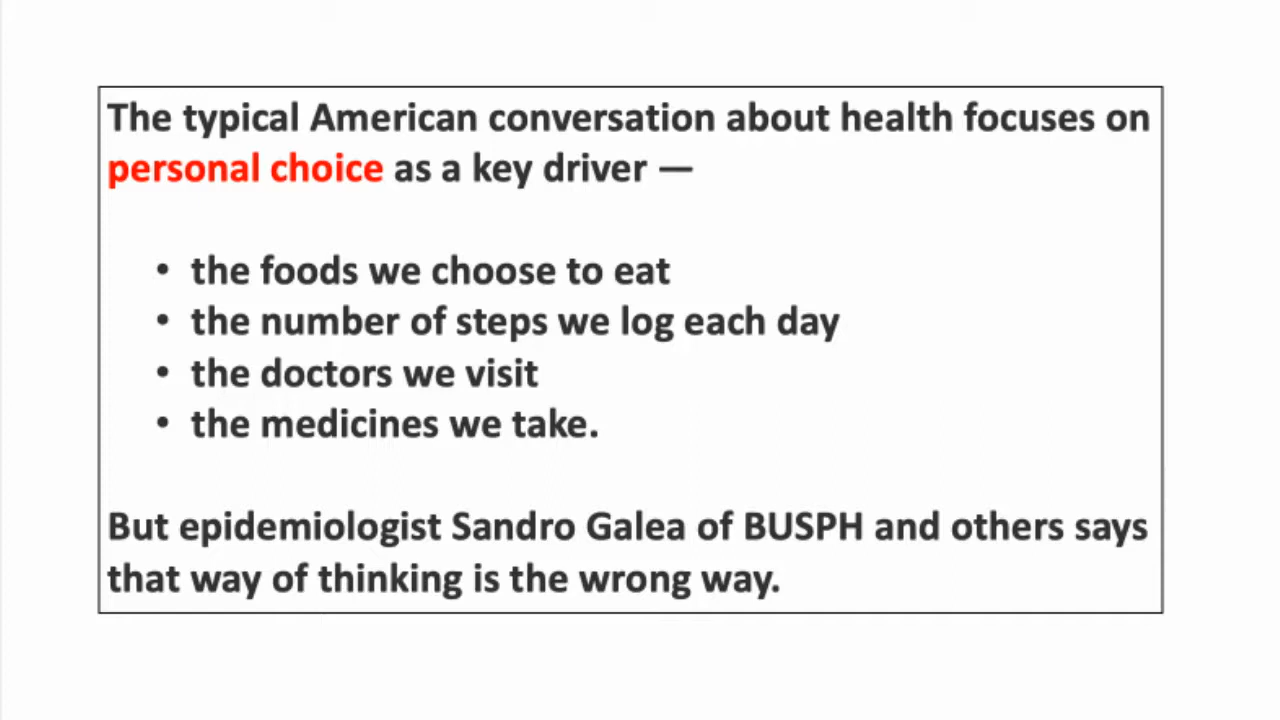 The typical American conversation about health focuses on
personal choice as a key driver —
• the foods we choose to eat
• the number of steps we log each day
• the doctors we visit
• the medicines we take.
But epidemiologist Sandro Galea of BUSPH and others says
that way of thinking is the wrong way.